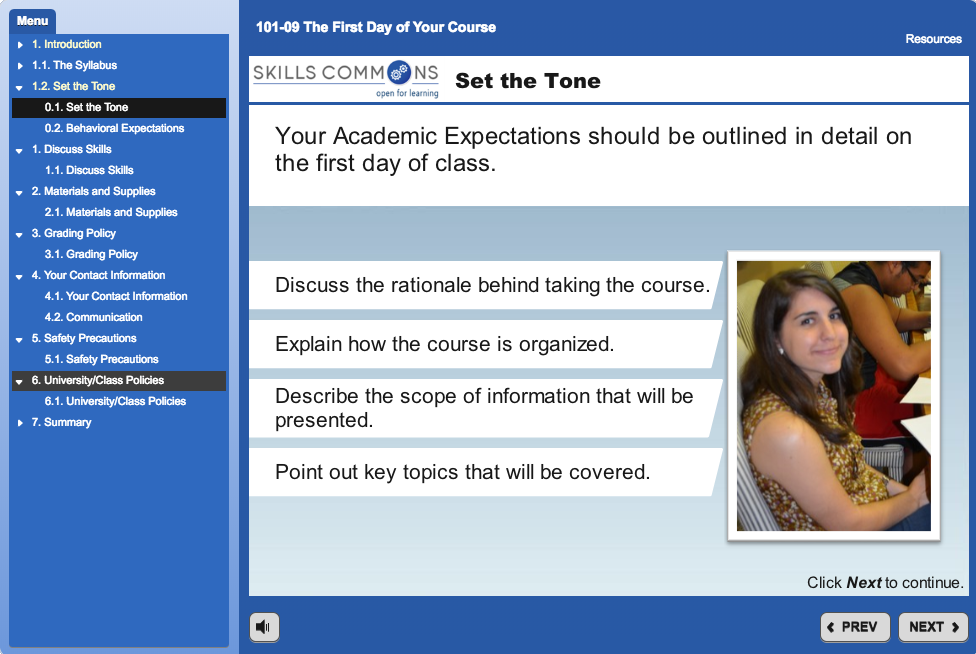 Menu
1. Introduction
1.1. The Syllabus
1.2. Set the Tone
0.1. Set the Tone
0.2. Behavioral Expectations
1. Discuss Skills
1.1. Discuss Skills
2. Materials and Supplies
2.1. Materials and Supplies
3. Grading Policy
3.1. Grading Policy
4. Your Contact Information
4.1. Your Contact Information
4.2. Communication
5. Safety Precautions
5.1. Safety Precautions
6. University/Class Policies
6.1. University/Class Policies
7. Summary
101-09 The First Day of Your Course
Resources
SKILLS COMMONS
open for learning
Set the Tone
Your Academic Expectations should be outlined in detail on
the first day of class.
Discuss the rationale behind taking the course.
Explain how the course is organized.
Describe the scope of information that will be
presented.
Point out key topics that will be covered.
Click Next to continue.
PREV
NEXT